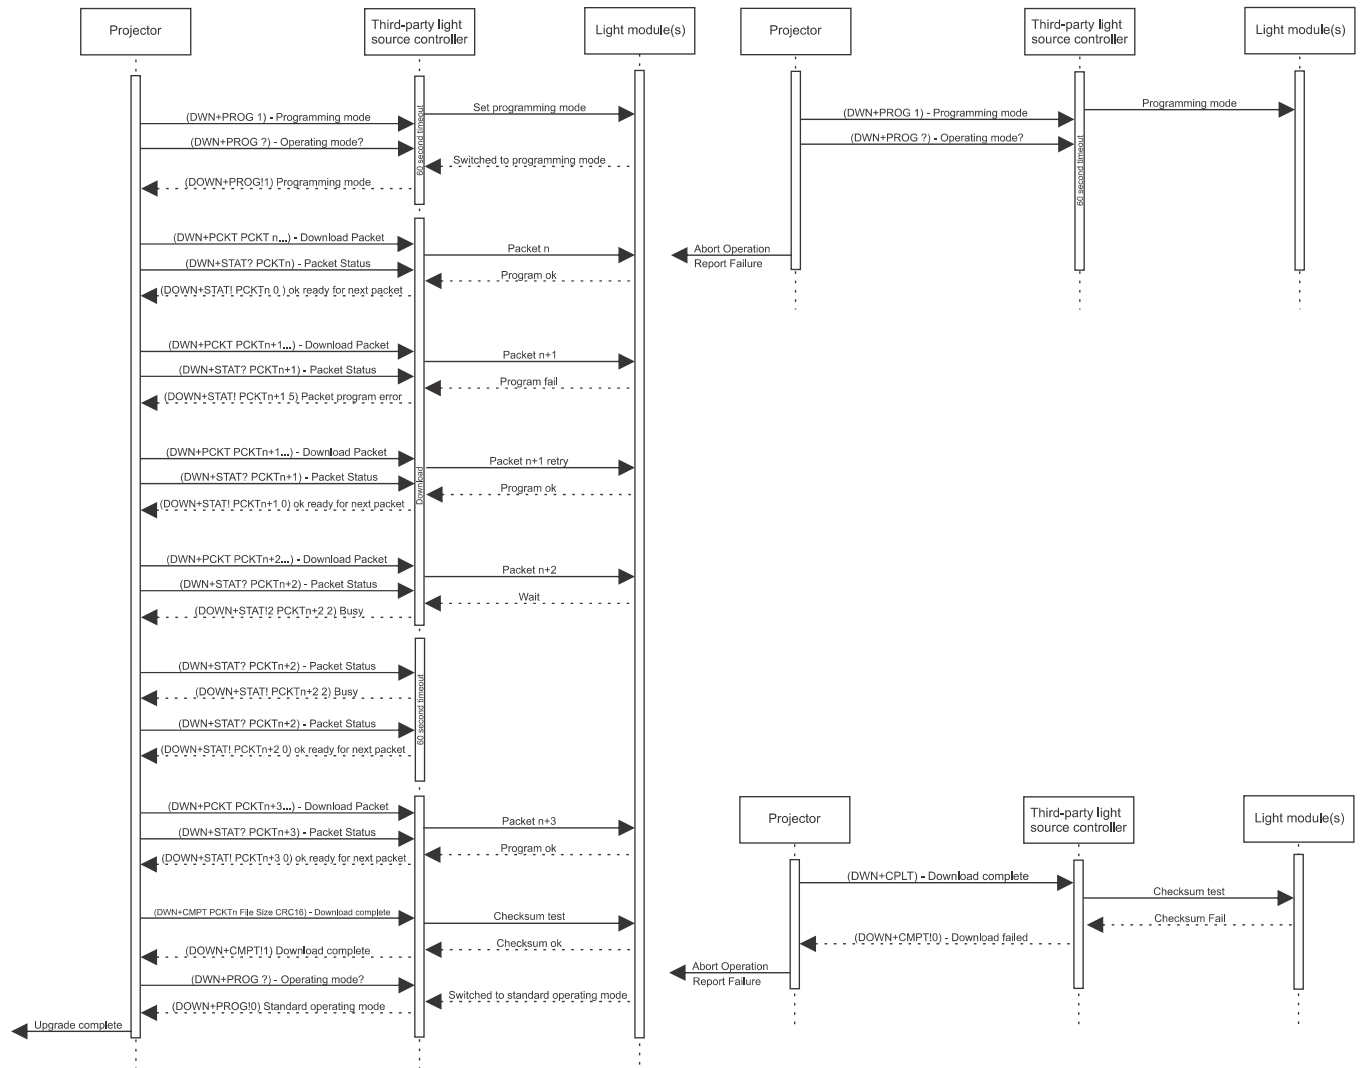 Projector
Third-party light
source controller
Light module(s)
60 second timeout
(DWN+PROG 1) - Programming mode
Set programming mode
(DWN+PROG ?) - Operating mode?
Switched to programming mode
(DOWN+PROG!1) Programming mode
Download
(DWN+PCKT PCKT n...) - Download Packet
Packet n
(DWN+STAT? PCKTn) - Packet Status
Program ok
(DOWN+STAT! PCKTn 0 ) ok ready for next packet
(DWN+PCKT PCKTn+1...) - Download Packet
Packet n+1
(DWN+STAT? PCKTn+1) - Packet Status
Program fail
(DOWN+STAT! PCKTn+1 5) Packet program error
(DWN+PCKT PCKTn+1...) - Download Packet
Packet n+1 retry
(DWN+STAT? PCKTn+1) - Packet Status
Program ok
(DOWN+STAT! PCKTn+1 0) ok ready for next packet
(DWN+PCKT PCKTn+2...) - Download Packet
Packet n+2
(DWN+STAT? PCKTn+2) - Packet Status
Wait
(DOWN+STAT!2 PCKTn+2 2) Busy
60 second timeout
(DWN+STAT? PCKTn+2) - Packet Status
(DOWN+STAT! PCKTn+2 2) Busy
(DWN+STAT? PCKTn+2) - Packet Status
(DOWN+STAT! PCKTn+2 0) ok ready for next packet
(DWN+PCKT PCKTn+3...) - Download Packet
Packet n+3
(DWN+STAT? PCKTn+3) - Packet Status
Program ok
(DOWN+STAT! PCKTn+3 0) ok ready for next packet
(DWN+CMPT PCKTn File Size CRC16) - Download complete
Checksum test
Checksum ok
(DOWN+CMPT!1) Download complete
(DWN+PROG ?) - Operating mode?
Switched to standard operating mode
(DOWN+PROG!0) Standard operating mode
Upgrade complete
Projector
Third-party light
source controller
Light module(s)
60 second timeout
Programming mode
(DWN+PROG 1) - Programming mode
(DWN+PROG ?) - Operating mode?
Abort Operation
Report Failure
Projector
Third-party light
source controller
Light module(s)
(DWN+CPLT) - Download complete
Checksum test
Checksum Fail
(DOWN+CMPT!0) - Download failed
Abort Operation
Report Failure